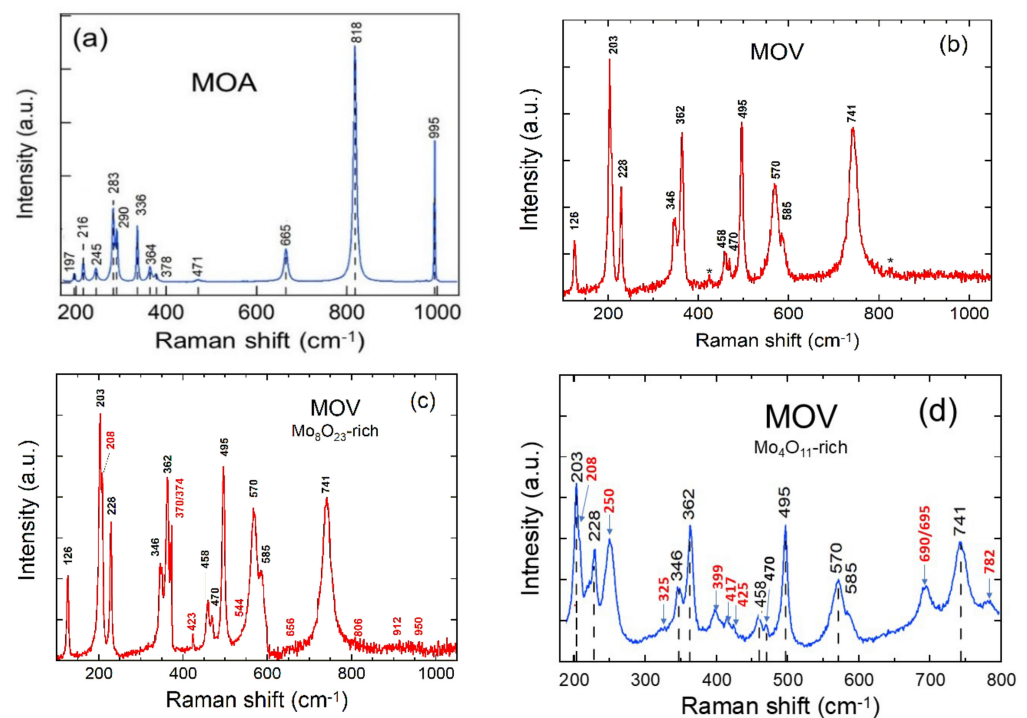 (a)
MOA
197
216
245
283
290
336
364
378
471
665
818
995
Intensity (a.u.)
200 400 600 800 1000
Raman shift (cm-1)
(b)
MOV
126
203
228
346
362
458
470
*
495
570
585
741
*
Intensity (a.u.)
200 400 600 800 1000
Raman shift (cm-1)
(c)
MOV
Mo8O23-rich
126
203
208
228
346
362
370/374
423
458
470
495
544
570
585
656
741
806
912
950
Intensity (a.u.)
200 400 600 800 1000
Raman shift (cm-1)
(d)
MOV
Mo4O11-rich
203
208
228
250
325
346
362
399
417
425
458
470
495
570
585
690/695
741
782
Intnesity (a.u.)
200 300 400 500 600 700 800
Raman shift (cm-1)